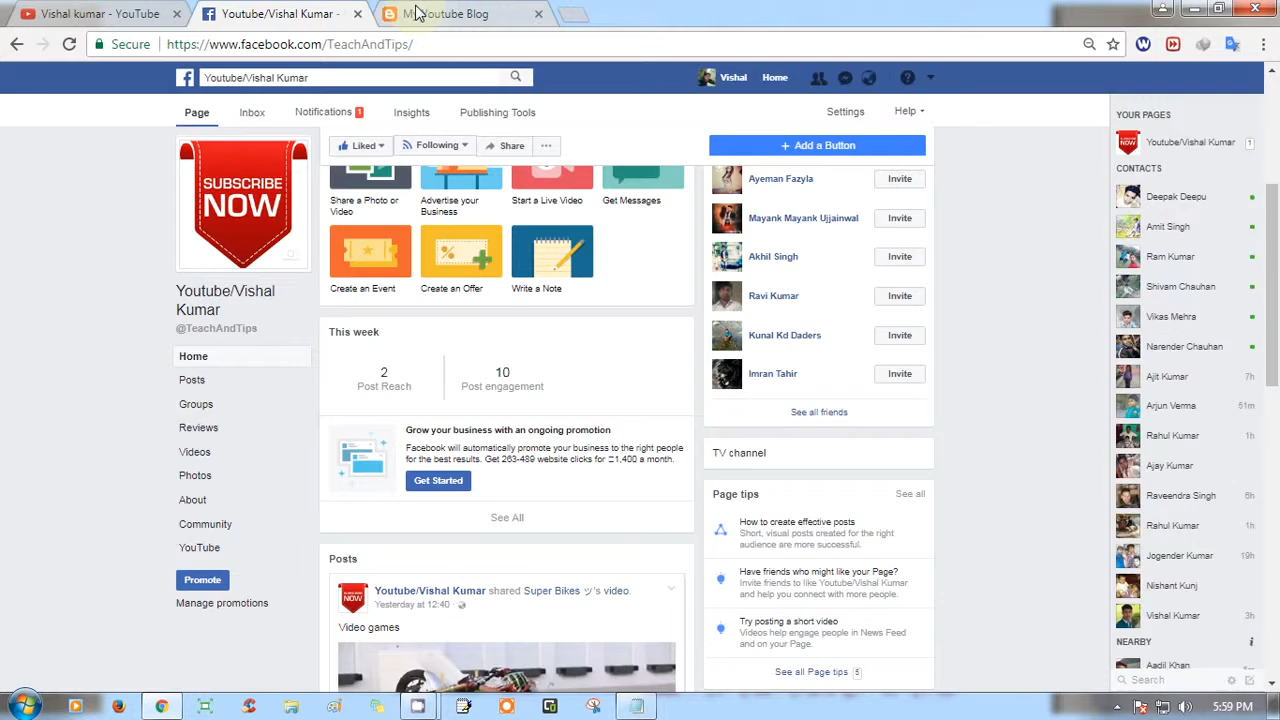 Vishal kumar - YouTube
Youtube/Vishal Kumar -
Youtube Blog
Secure
https://www.facebook.com/TeachAndTips/
Youtube/Vishal Kumar
Vishal
Home
Page
Inbox
Notifications 1
Insights
Publishing Tools
Settings
Help
Liked
Following
Share
+ Add a Button
SUBSCRIBE
NOW
Youtube/Vishal
Kumar
@TeachAndTips
Home
Posts
Groups
Reviews
Videos
Photos
About
Community
YouTube
Promote
Manage promotions
Share a Photo or
Video
Advertise your
Business
Start a Live Video
Get Messages
Create an Event
Create an Offer
Write a Note
This week
2
Post Reach
10
Post engagement
Grow your business with an ongoing promotion
Facebook will automatically promote your business to the right people
for the best results. Get 263-489 website clicks for 1,400 a month.
Get Started
See All
Posts
Youtube/Vishal Kumar shared Super Bikes ツ's video.
Yesterday at 12:40
Video games
Ayeman Fazyla
Invite
Mayank Mayank Ujjainwal
Invite
Akhil Singh
Invite
Ravi Kumar
Invite
Kunal Kd Daders
Invite
Imran Tahir
Invite
See all friends
TV channel
Page tips
See all
How to create effective posts
Short, visual posts created for the right
audience are more successful.
Have friends who might like your Page?
Invite friends to like Youtube/Vishal Kumar
and help you connect with more people.
Try posting a short video
Videos help engage people in News Feed
and on your Page.
See all Page tips 5
YOUR PAGES
Youtube/Vishal Kumar 1
CONTACTS
Deepak Deepu
Amit Singh
Ram Kumar
Shivam Chauhan
Vikas Mehra
Narender Chauhan
Ajit Kumar 7h
Arjun Verma 51m
Rahul Kumar 1h
Ajay Kumar
Raveendra Singh 6h
Rahul Kumar 1h
Jogender Kumar 19h
Nishant Kunj
Vishal Kumar 3h
NEARBY
Aadil Khan
Search
5:59 PM